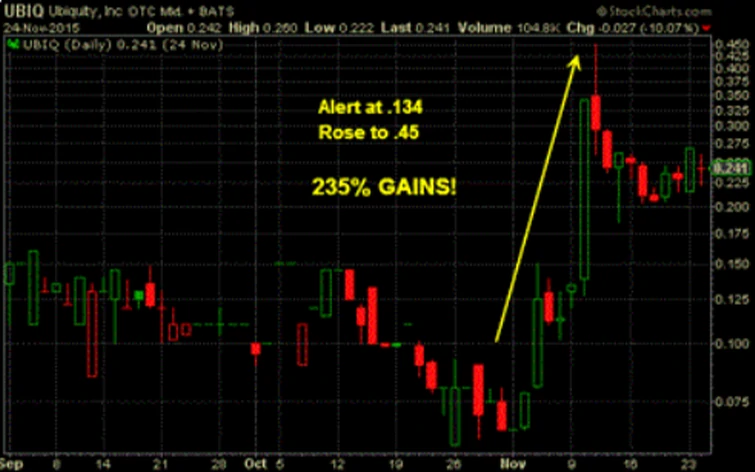 UBIQ Ubiquity, Inc OTC Mkt. + BATS
© StockCharts.com
24-Nov-2015 Open 0.242 High 0.260 Low 0.222 Last 0.241 Volume 104.8K Chg -0.027 (-10.07%)
UBIQ (Daily) 0.241 (24 Nov)
Alert at .134
Rose to .45
235% GAINS!
0.450
0.425
0.400
0.375
0.350
0.325
0.300
0.275
0.250
0.241
0.225
0.200
0.175
0.150
0.125
0.100
0.075
Sep 8 14 21 28 Oct 5 12 19 26 Nov 9 16 23